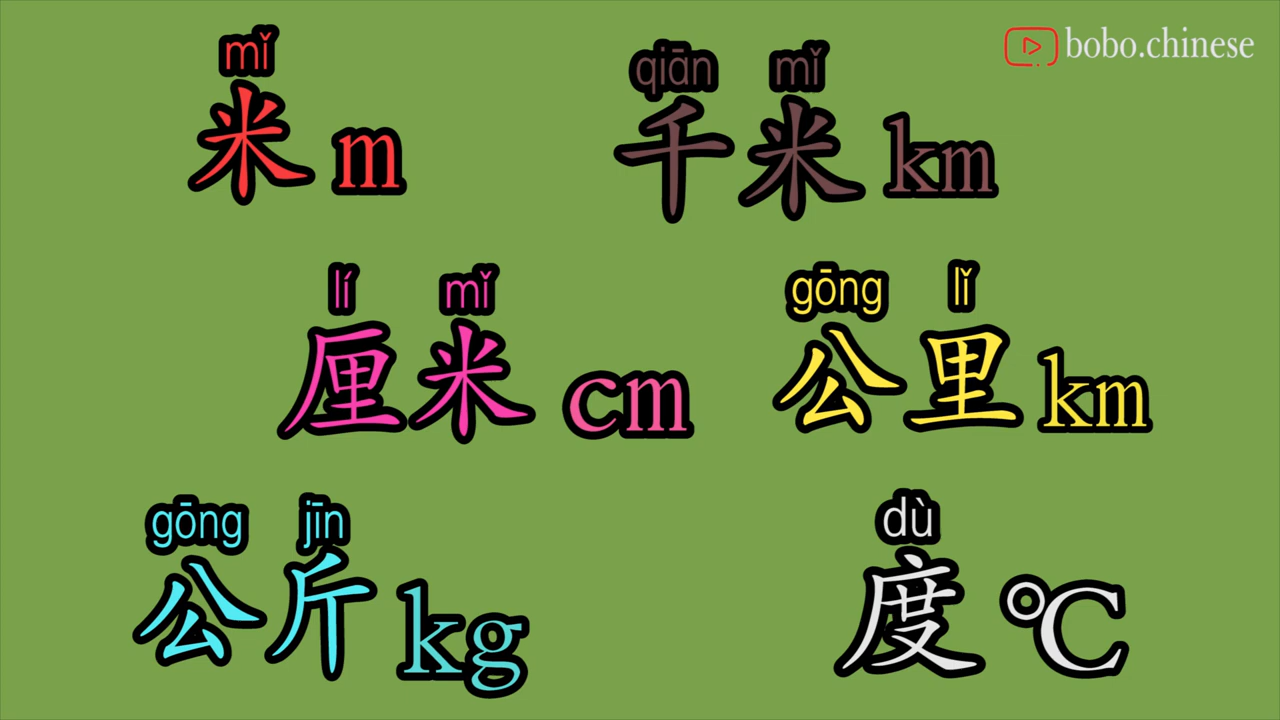 bobo.chinese
mǐ
米 m
qiān mǐ
千米 km
lí mǐ
厘米 cm
gōng lǐ
公里 km
gōng jīn
公斤 kg
dù
度 ℃